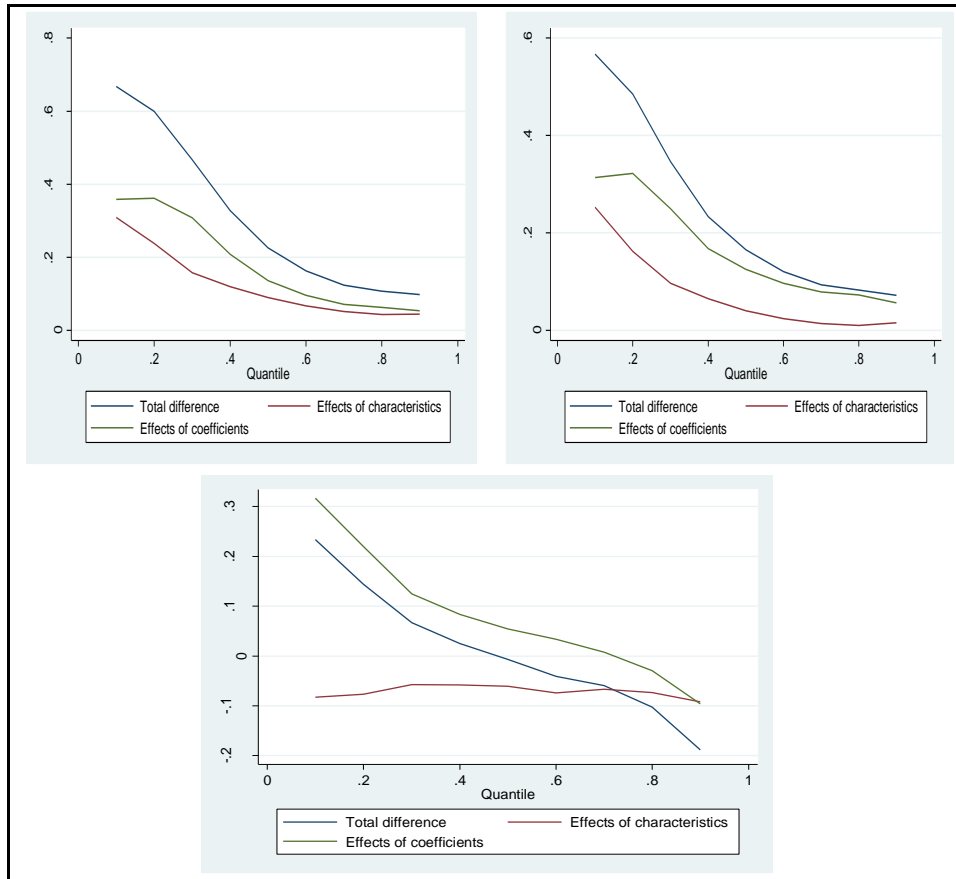 .8
.6
.4
.2
0
0 .2 .4 .6 .8 1
Quantile
Total difference Effects of characteristics
Effects of coefficients
.6
.4
.2
0
0 .2 .4 .6 .8 1
Quantile
Total difference Effects of characteristics
Effects of coefficients
.3
.2
.1
0
-.1
-.2
0 .2 .4 .6 .8 1
Quantile
Total difference Effects of characteristics
Effects of coefficients